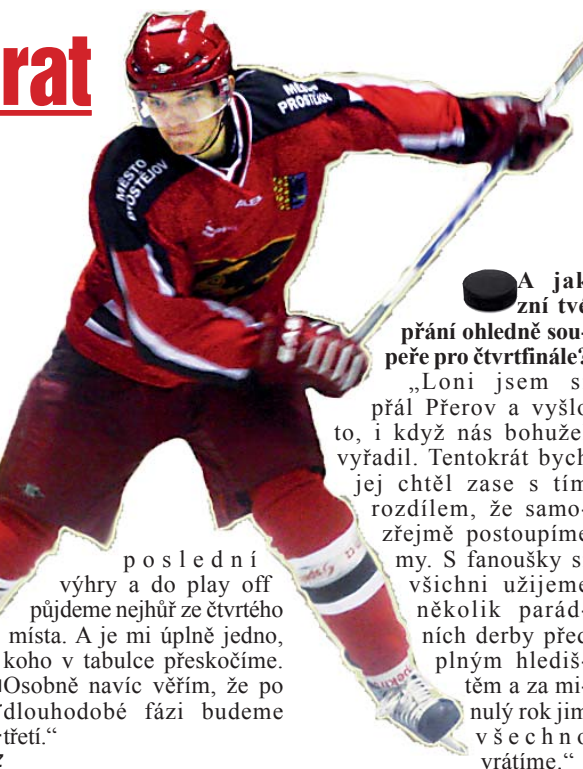 rat
MĚSTO
PROSTĚJOV
MĚSTO
PROSTĚJOV
poslední
výhry a do play off
půjdeme nejhůř ze čtvrtého
místa. A je mi úplně jedno,
koho v tabulce přeskočíme.
Osobně navíc věřím, že po
dlouhodobé fázi budeme
třetí.“
A jak
zní tvé
přání ohledně sou-
peře pro čtvrtfinále?
„Loni jsem s
přál Přerov a vyšlo
to, i když nás bohuže
vyřadil. Tentokrát bych
jej chtěl zase s tím
rozdílem, že samo-
zřejmě postoupíme
my. S fanoušky s
všichni užijeme
několik parád-
ních derby před
plným hlediš-
těm a za mi-
nulý rok jim
všechno
vrátíme.“